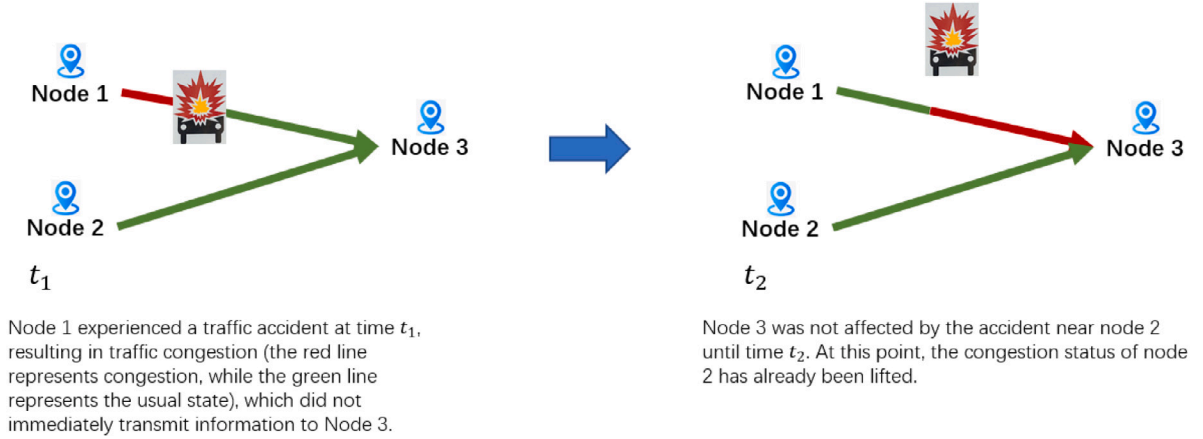 Node 1
Node 3
Node 2
t₁
Node 1 experienced a traffic accident at time t₁,
resulting in traffic congestion (the red line
represents congestion, while the green line
represents the usual state), which did not
immediately transmit information to Node 3.
Node 1
Node 3
Node 2
t₂
Node 3 was not affected by the accident near node 2
until time t₂. At this point, the congestion status of node
2 has already been lifted.